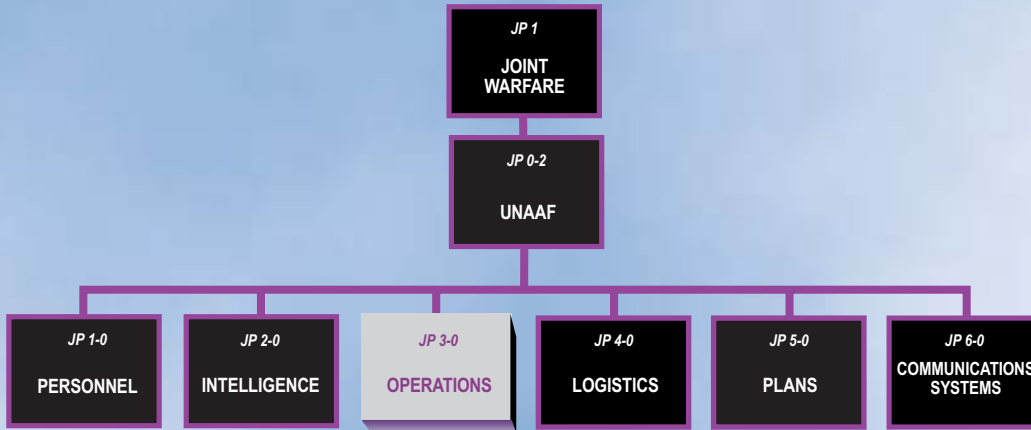 JP 1
JOINT
WARFARE
JP 0-2
UNAAF
JP 1-0
PERSONNEL
JP 2-0
INTELLIGENCE
JP 3-0
OPERATIONS
JP 4-0
LOGISTICS
JP 5-0
PLANS
JP 6-0
COMMUNICATIONS
SYSTEMS